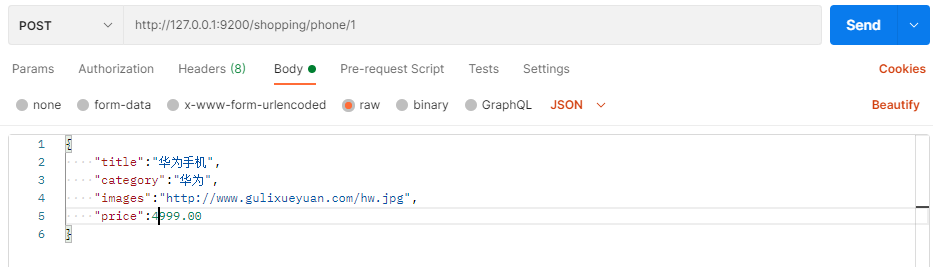 POST http://127.0.0.1:9200/shopping/phone/1 Send
Params Authorization Headers (8) Body Pre-request Script Tests Settings Cookies
none form-data x-www-form-urlencoded raw binary GraphQL JSON Beautify
1 {
2 "title":"华为手机",
3 "category":"华为",
4 "images":"http://www.gulixueyuan.com/hw.jpg",
5 "price":4999.00
6 }